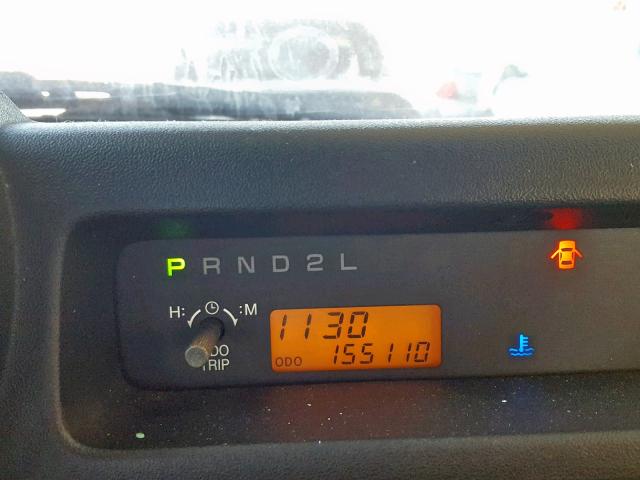 P R N D 2 L
H: :M
1130
ODO 155110
ODO
TRIP